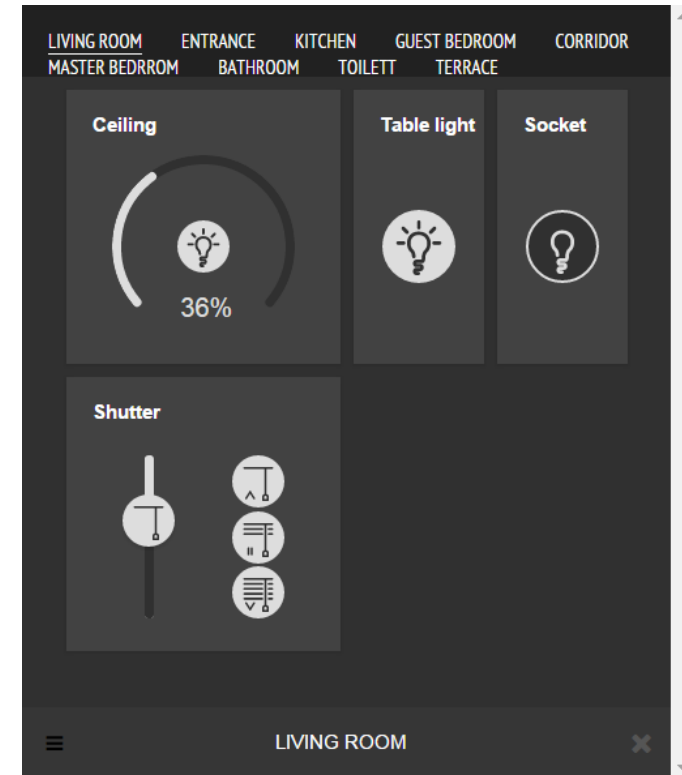 LIVING ROOM ENTRANCE KITCHEN GUEST BEDROOM CORRIDOR
MASTER BEDRROM BATHROOM TOILETT TERRACE
Ceiling Table light Socket
36%
Shutter
LIVING ROOM